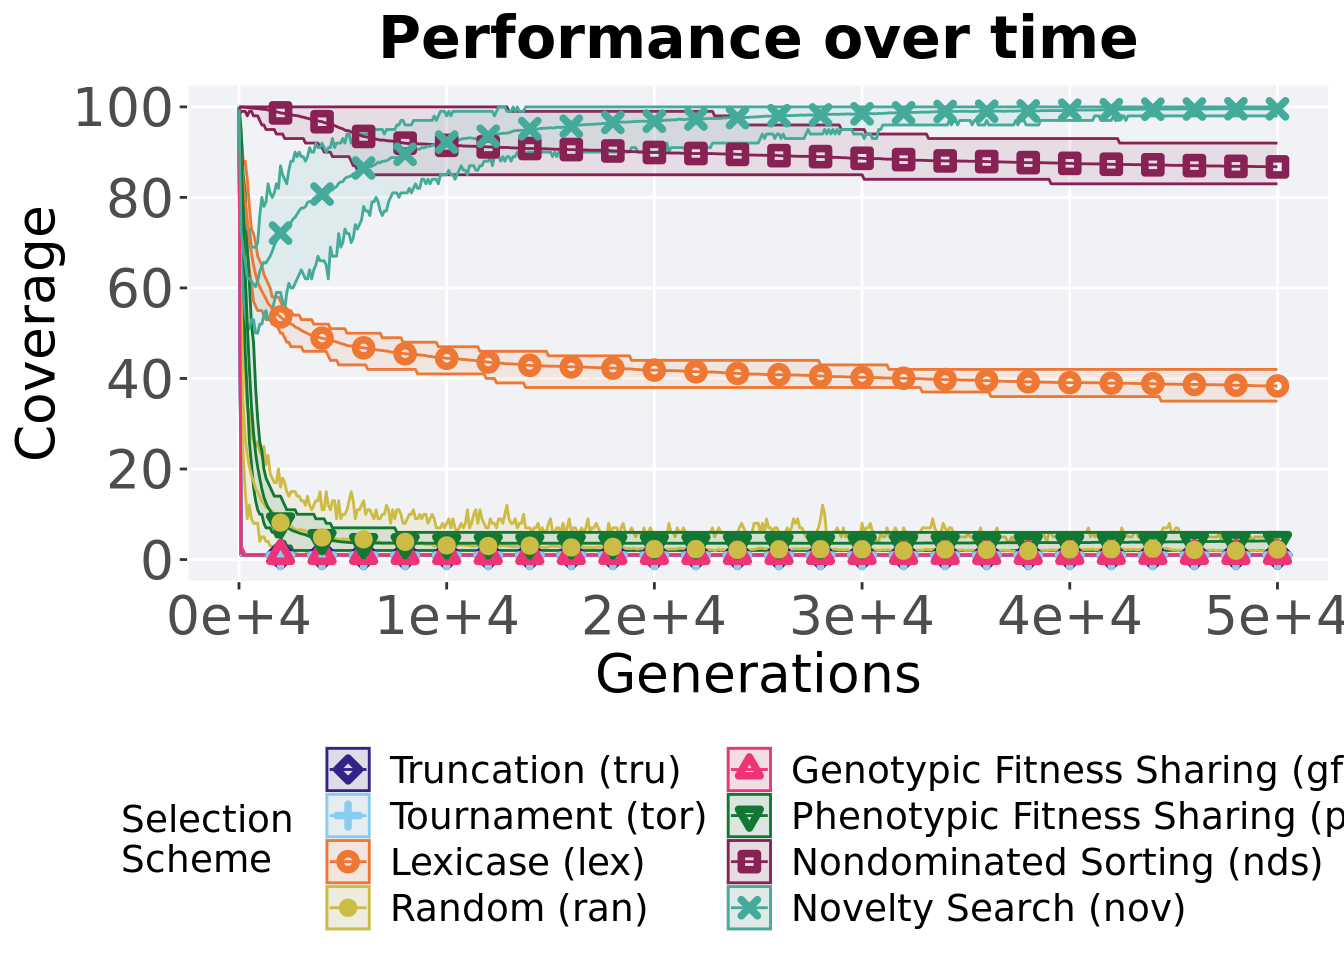 Performance over time
Coverage
100
80
60
40
20
0
0e+4 1e+4 2e+4 3e+4 4e+4 5e+4
Generations
Selection
Scheme
Truncation (tru)
Tournament (tor)
Lexicase (lex)
Random (ran)
Genotypic Fitness Sharing (gf
Phenotypic Fitness Sharing (p
Nondominated Sorting (nds)
Novelty Search (nov)